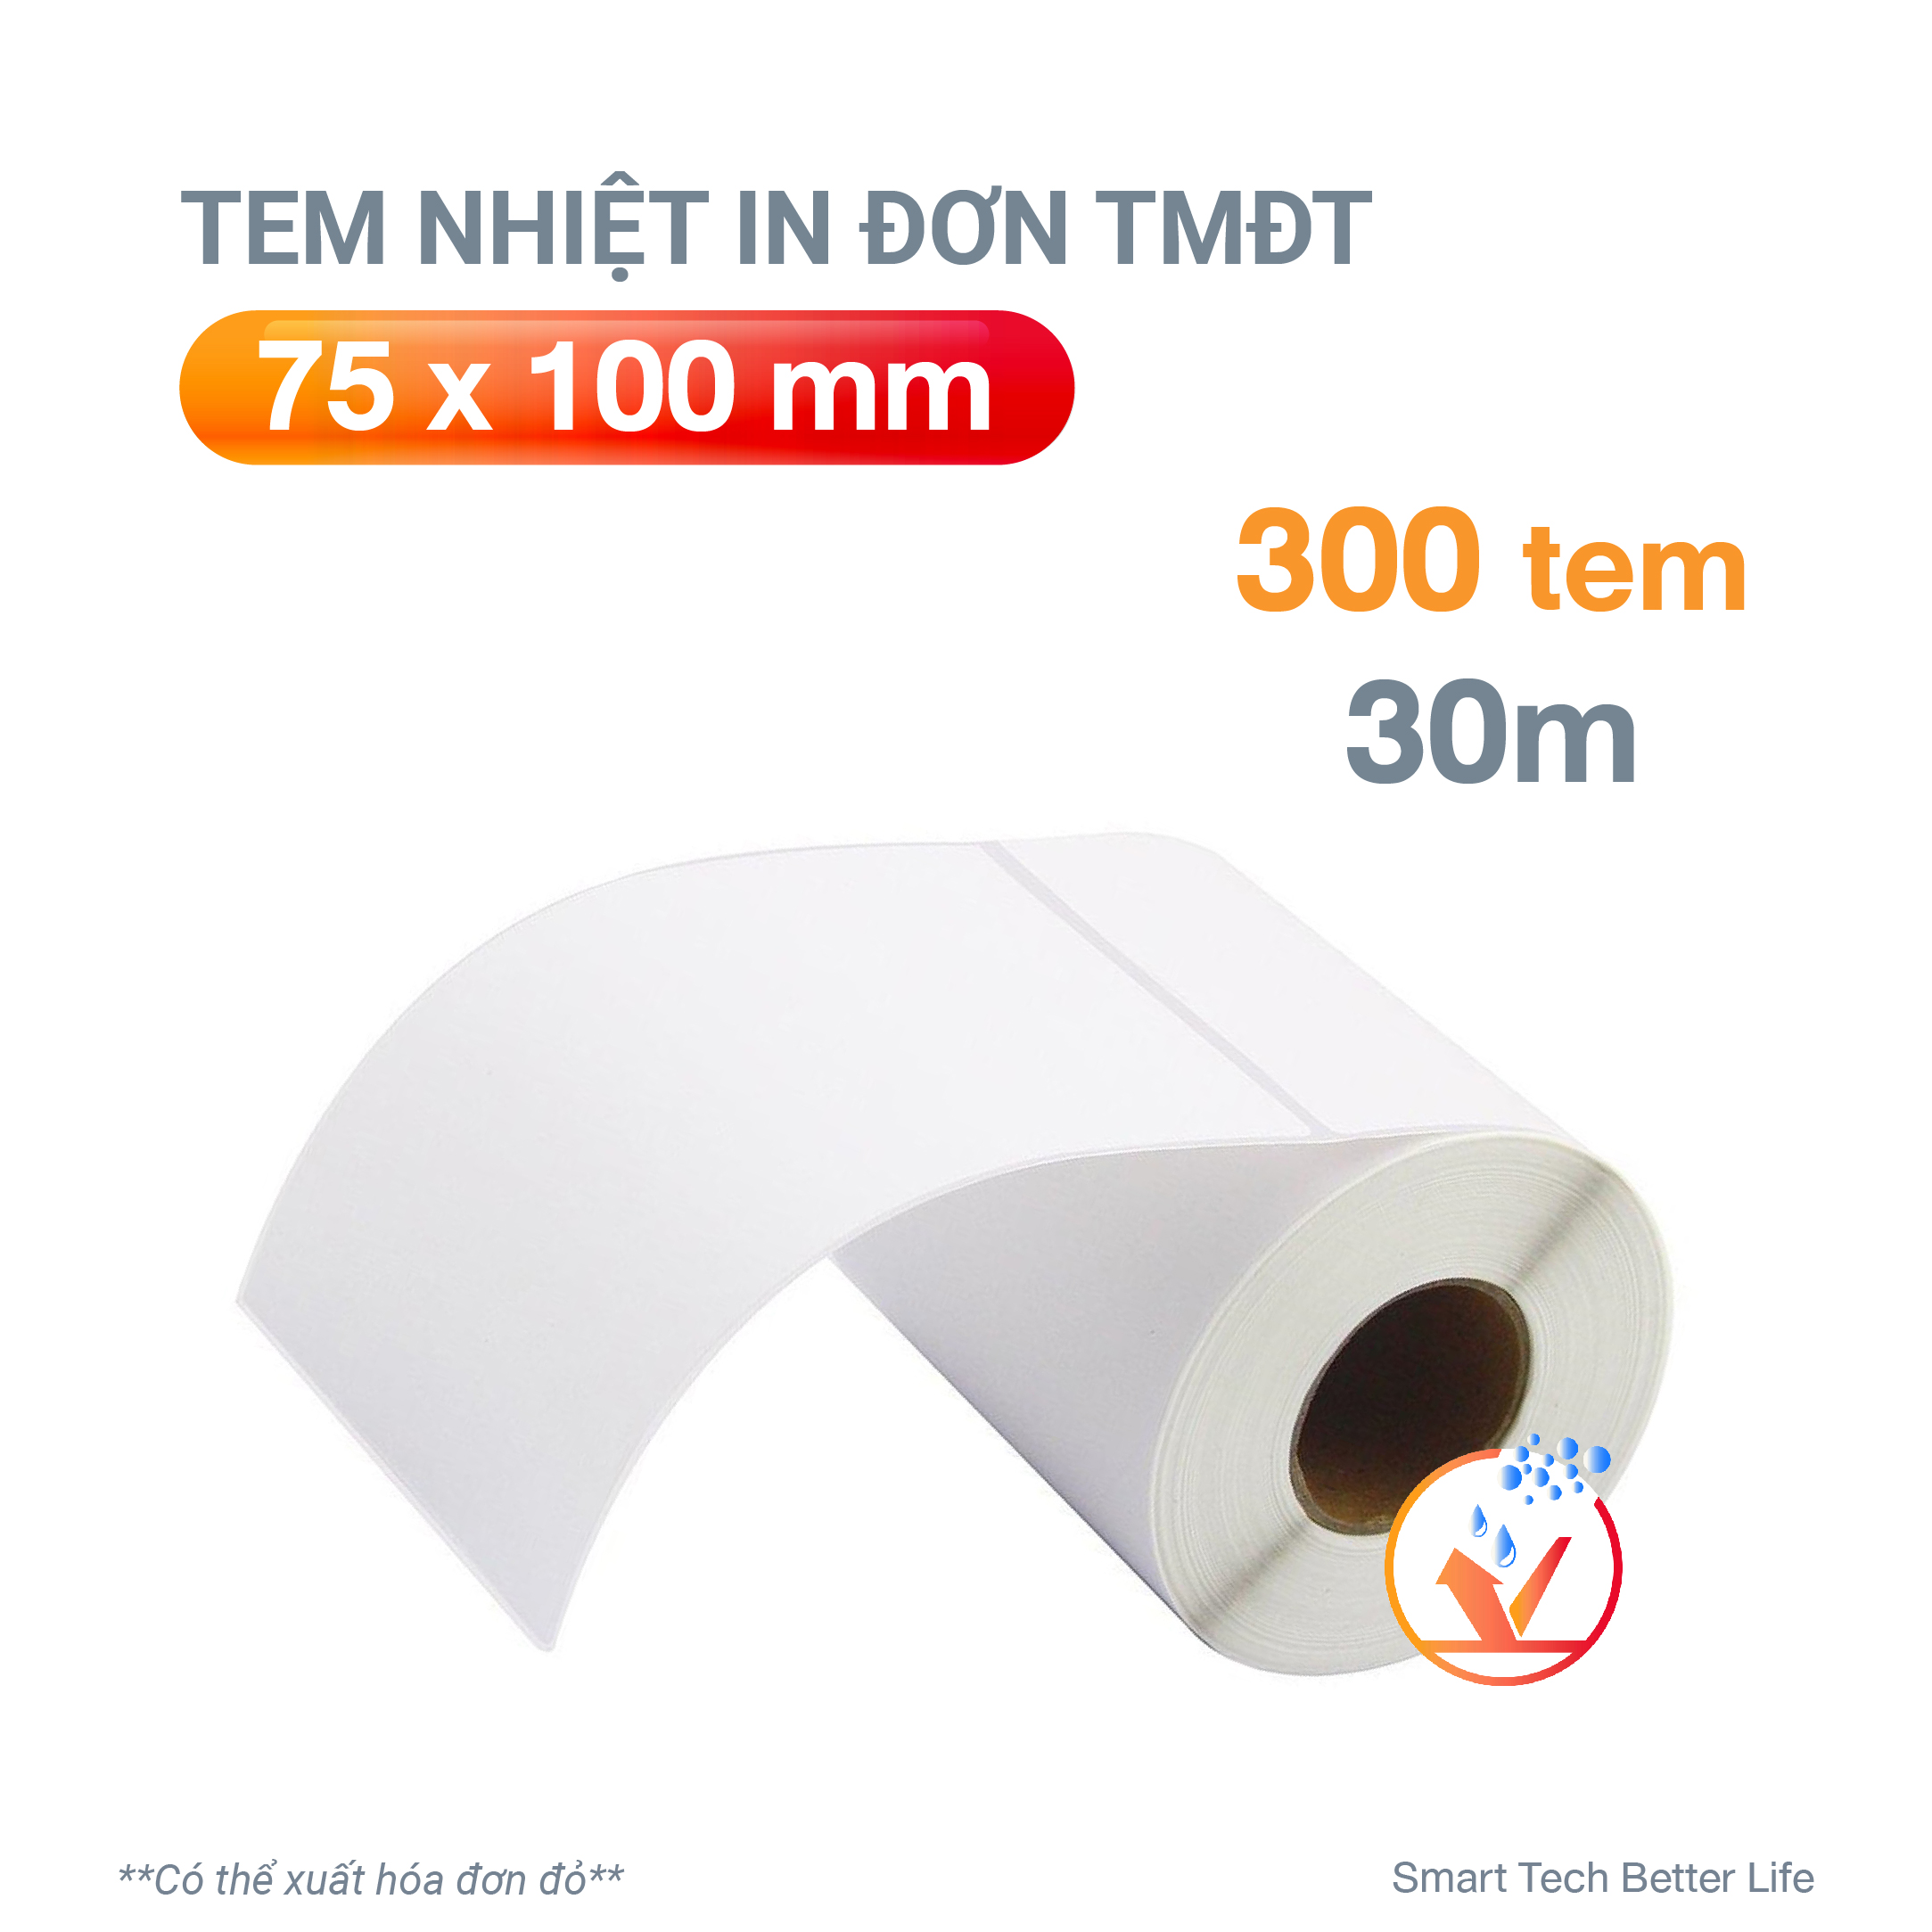 TEM NHIỆT IN ĐƠN TMĐT
75 x 100 mm
300 tem
30m
**Có thể xuất hóa đơn đỏ**
Smart Tech Better Life